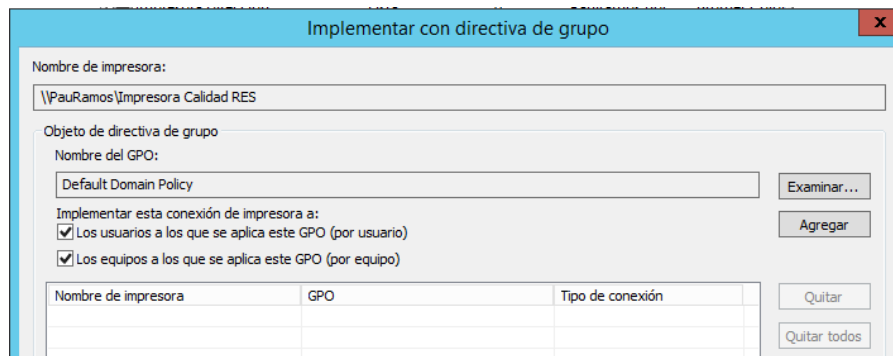 Implementar con directiva de grupo
x
Nombre de impresora:
\\PauRamos\Impresora Calidad RES
Objeto de directiva de grupo
Nombre del GPO:
Default Domain Policy
Examinar...
Implementar esta conexión de impresora a:
Los usuarios a los que se aplica este GPO (por usuario)
Agregar
Los equipos a los que se aplica este GPO (por equipo)
Nombre de impresora GPO Tipo de conexión
Quitar
Quitar todos